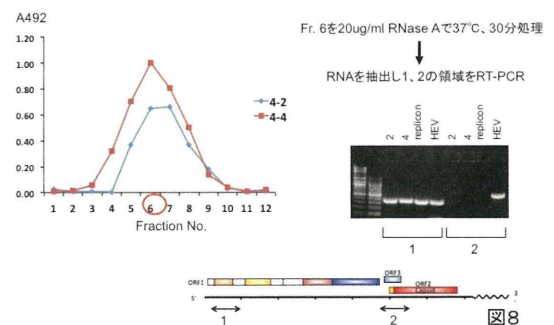 A492
1.20
1.00
0.80
0.60
0.40
0.20
0.00
1 2 3 4 5 6 7 8 9 10 11 12
Fraction No.
4-2
4-4
Fr. 6を20ug/ml RNase Aで37℃、30分処理
RNAを抽出し1、2の領域をRT-PCR
2 4 replicon HEV 2 4 replicon HEV
1 2
ORF1 ORF3
ORF2
5' 3'
1 2
図8